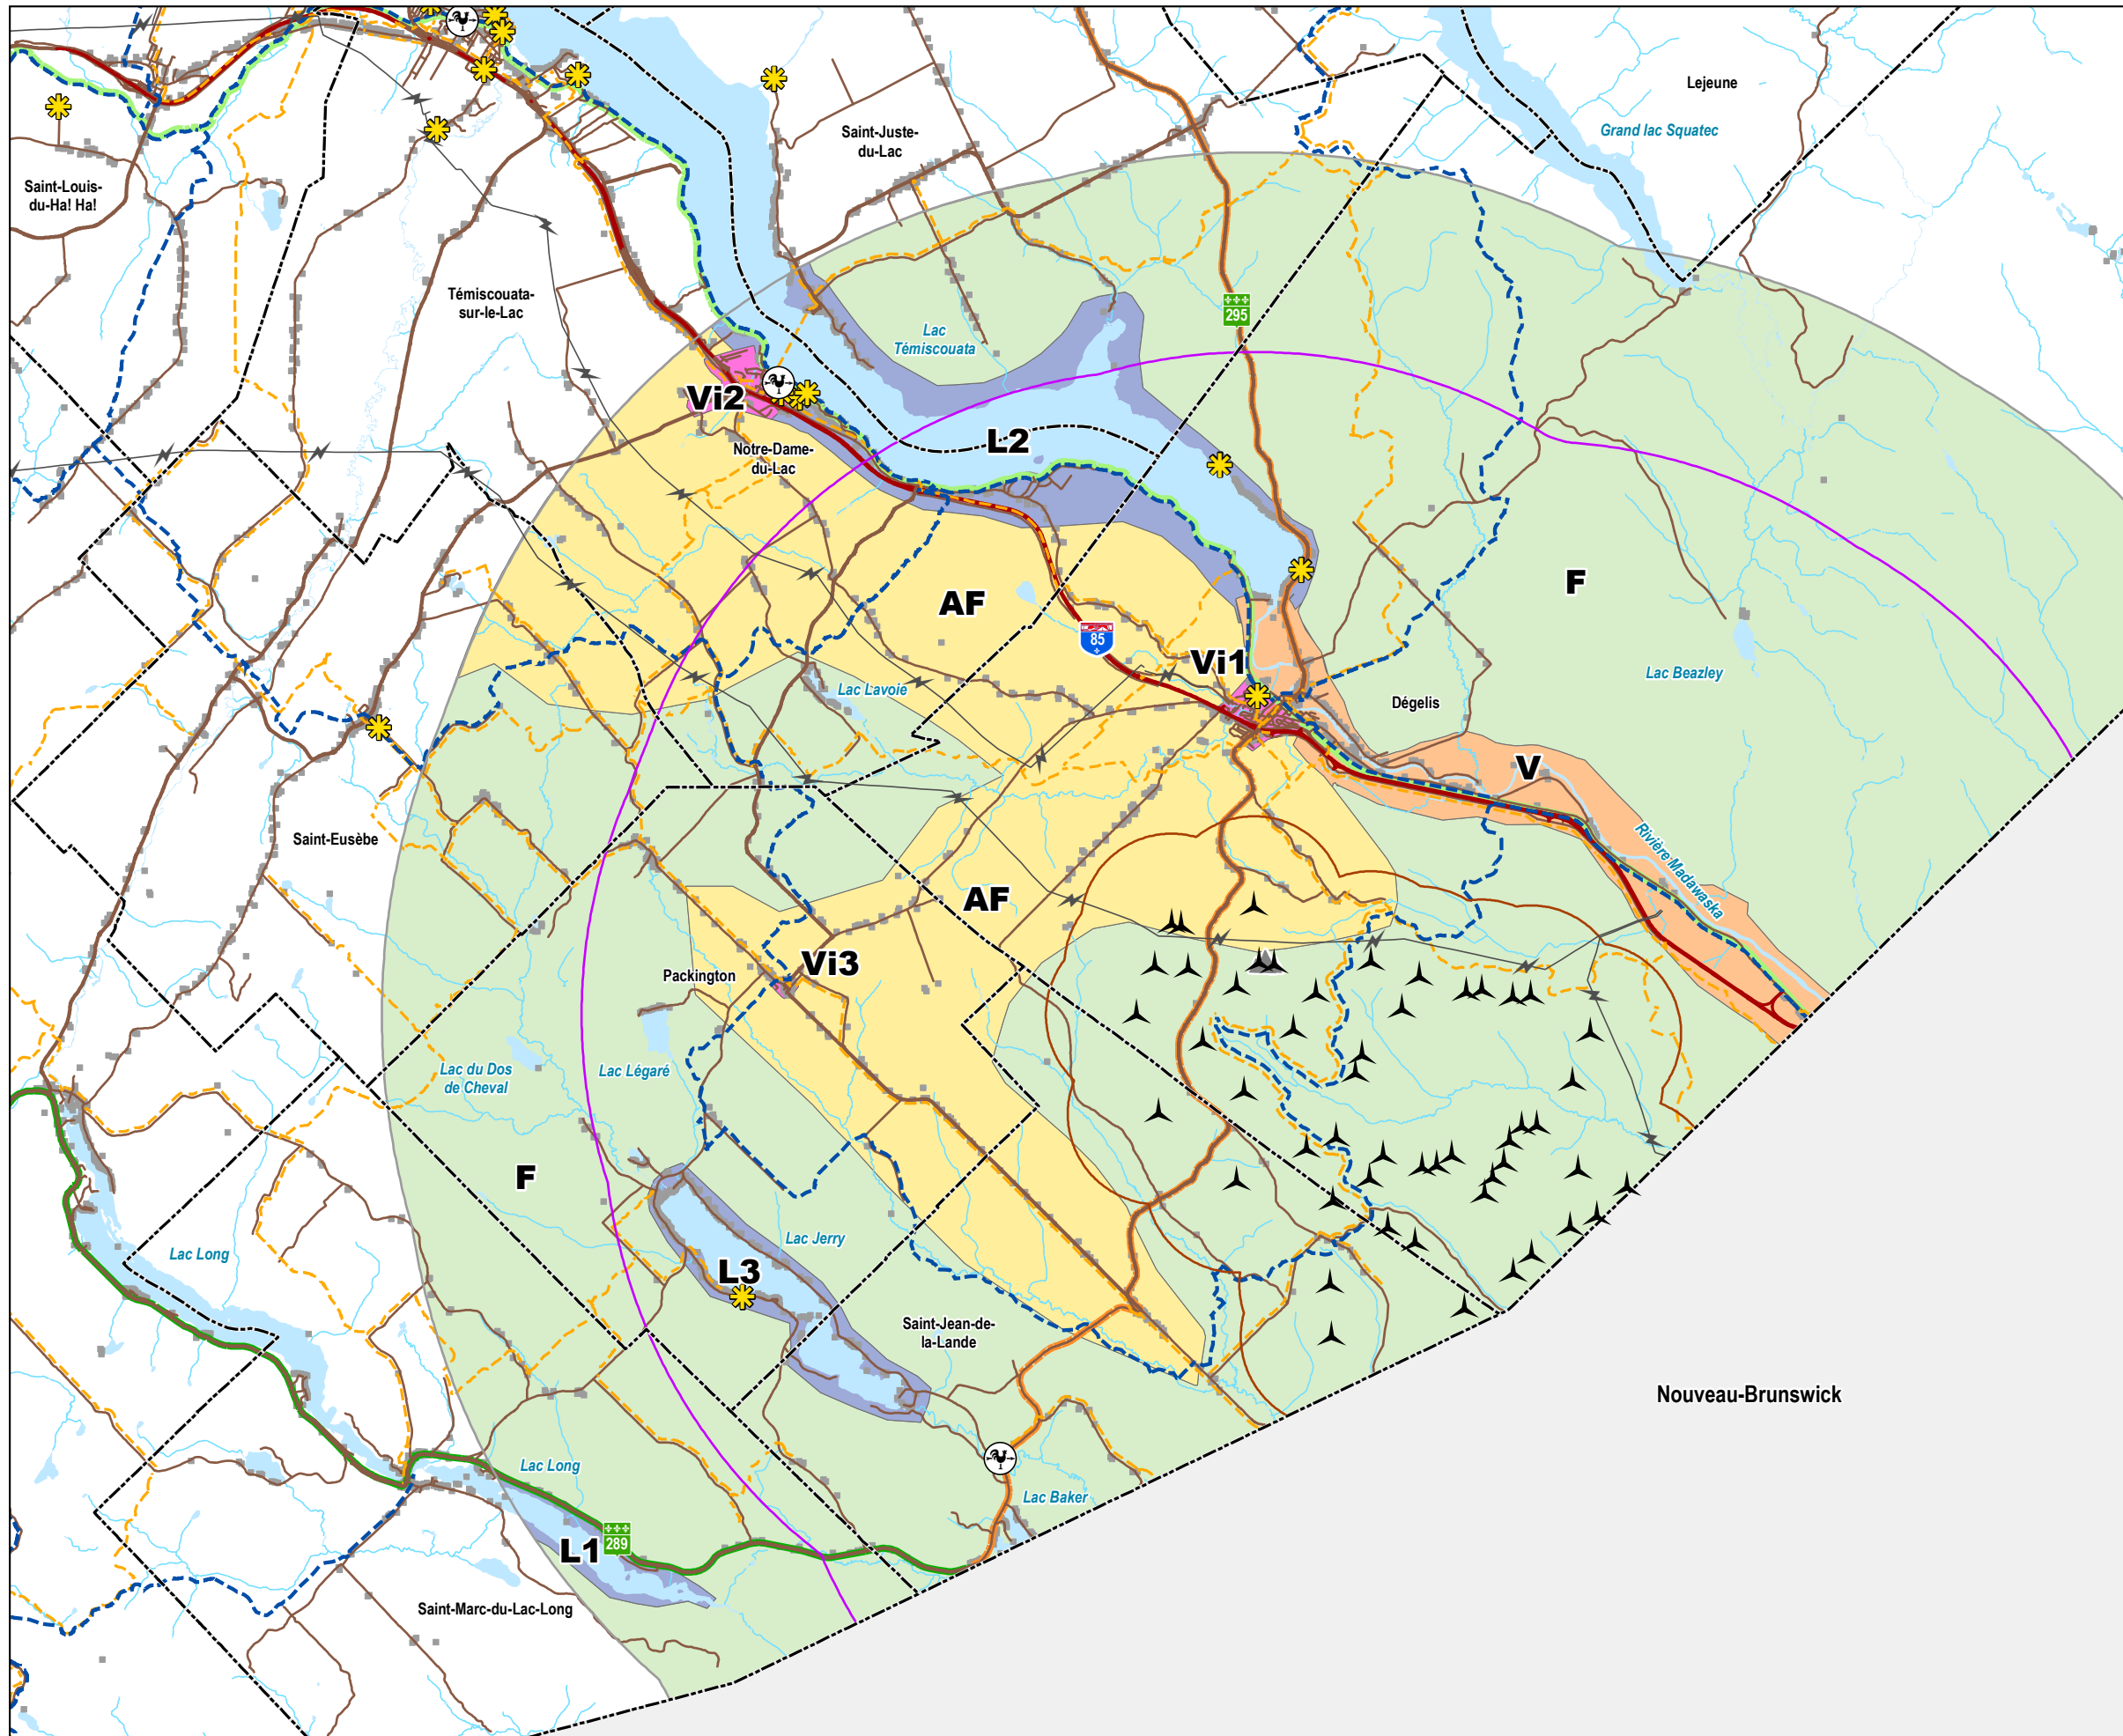 Lejeune
Grand lac Squatec
Saint-Juste-
du-Lac
Saint-Louis-
du-Ha! Ha!
Témiscouata-
sur-le-Lac
295
Lac
Témiscouata
Vi2
L2
Notre-Dame-
du-Lac
F
AF
85
Vi1
Lac Beazley
Lac Lavoie
Dégelis
V
Saint-Eusèbe
Rivière Madawaska
AF
Vi3
Packington
Lac du Dos
de Cheval
Lac Légaré
F
Lac Jerry
Lac Long
L3
Saint-Jean-de-
la-Lande
Nouveau-Brunswick
Lac Long
Lac Baker
289
L1
Saint-Marc-du-Lac-Long